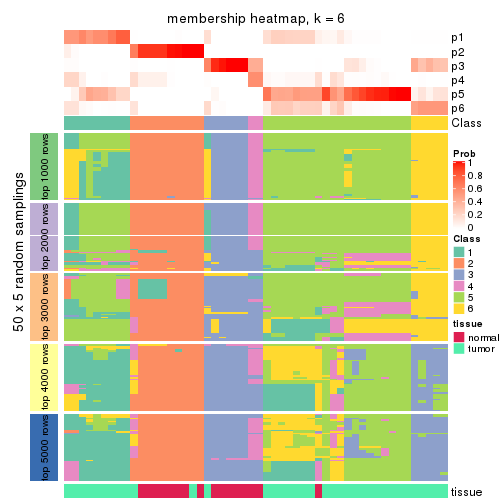 membership heatmap, k = 6
p1
p2
p3
p4
p5
p6
Class
50 x 5 random samplings
top 1000 rows
top 2000 rows
top 3000 rows
top 4000 rows
top 5000 rows
tissue
Prob
1
0.8
0.6
0.4
0.2
0
Class
1
2
3
4
5
6
tissue
normal
tumor